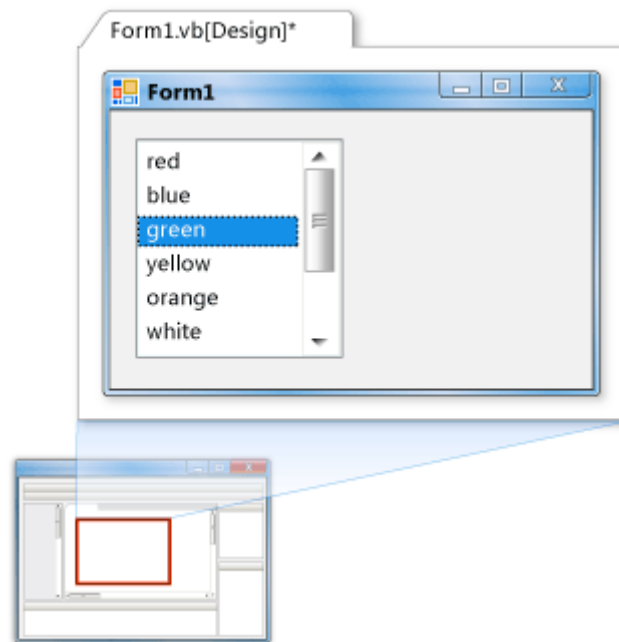 Form1.vb[Design]*
Form1
red
blue
green
yellow
orange
white